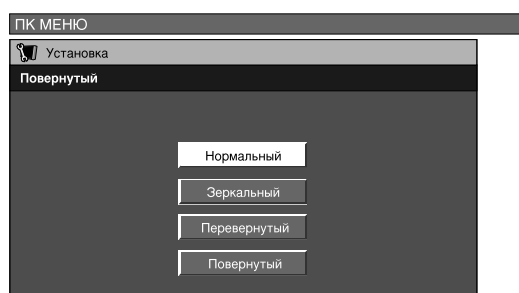 ПК МЕНЮ
Установка
Повернутый
Нормальный
Зеркальный
Перевернутый
Повернутый